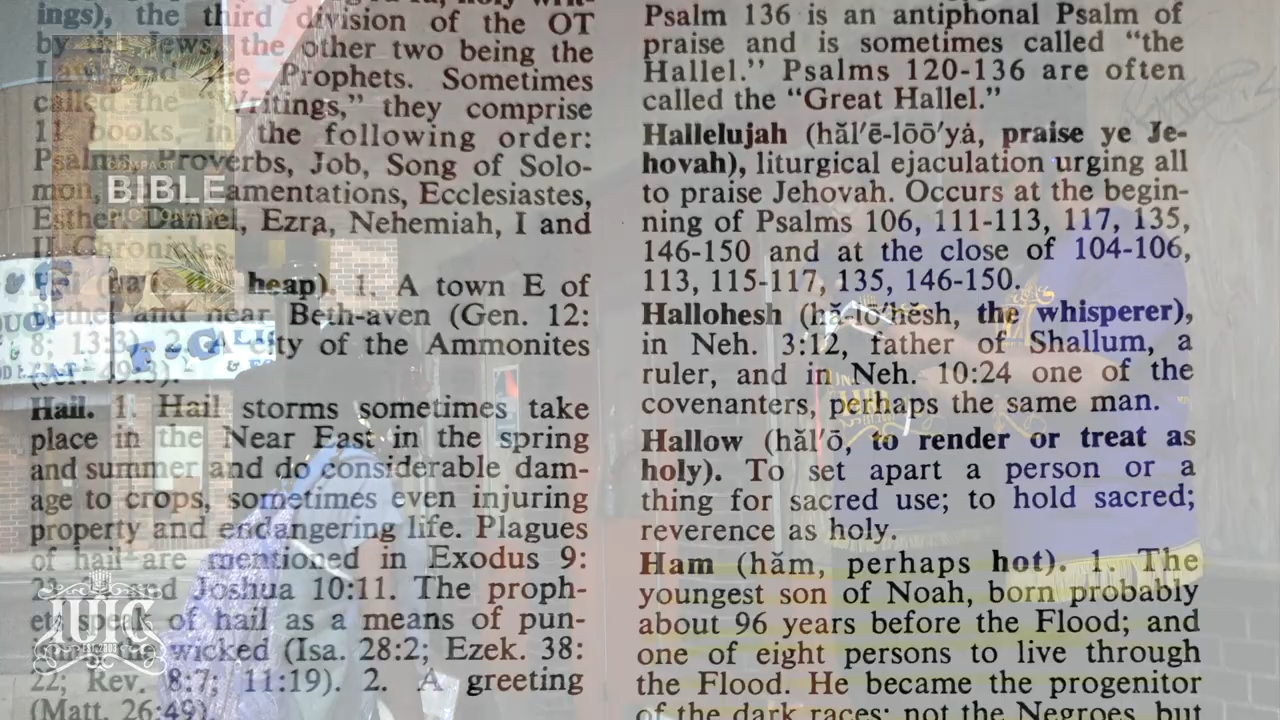 ings), the third division of the OT
by the Jews, the other two being the
Law and the Prophets. Sometimes
called the "Writings," they comprise
11 books, in the following order:
Psalms, Proverbs, Job, Song of Solo-
mon, Lamentations, Ecclesiastes,
Esther, Daniel, Ezra, Nehemiah, I and
II Chronicles.
heap). 1. A town E of
Bethel and near Beth-aven (Gen. 12:
8; 13:3). 2. A city of the Ammonites
(Jer. 49:3).
Hail. 1. Hail storms sometimes take
place in the Near East in the spring
and summer and do considerable dam-
age to crops, sometimes even injuring
property and endangering life. Plagues
of hail are mentioned in Exodus 9:
and Joshua 10:11. The proph-
ets speak of hail as a means of pun-
wicked (Isa. 28:2; Ezek. 38:
22; Rev. 8:7; 11:19). 2. A greeting
(Matt. 26:49).
Psalm 136 is an antiphonal Psalm of
praise and is sometimes called "the
Hallel." Psalms 120-136 are often
called the "Great Hallel."
Hallelujah (hăl′ē-lōō′yȧ, praise ye Je-
hovah), liturgical ejaculation urging all
to praise Jehovah. Occurs at the begin-
ning of Psalms 106, 111-113, 117, 135,
146-150 and at the close of 104-106,
113, 115-117, 135, 146-150.
Hallohesh (hă-lō′hĕsh, the whisperer),
in Neh. 3:12, father of Shallum, a
ruler, and in Neh. 10:24 one of the
covenanters, perhaps the same man.
Hallow (hăl′ō, to render or treat as
holy). To set apart a person or a
thing for sacred use; to hold sacred;
reverence as holy.
Ham (hăm, perhaps hot). 1. The
youngest son of Noah, born probably
about 96 years before the Flood; and
one of eight persons to live through
the Flood. He became the progenitor
of the dark races; not the Negroes, but
COMPACT
BIBLE
DICTIONARY
IUIC